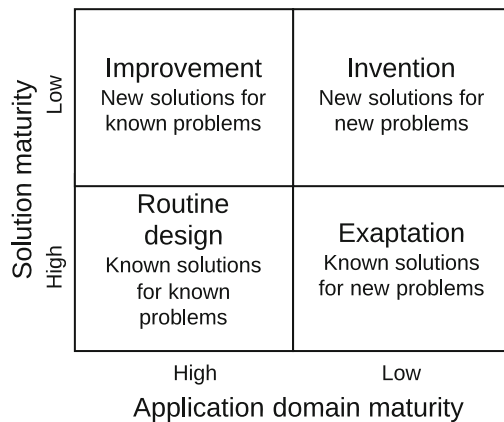 Solution maturity
Low
High
Improvement
New solutions for
known problems
Invention
New solutions for
new problems
Routine
design
Known solutions
for known
problems
Exaptation
Known solutions
for new problems
High
Low
Application domain maturity